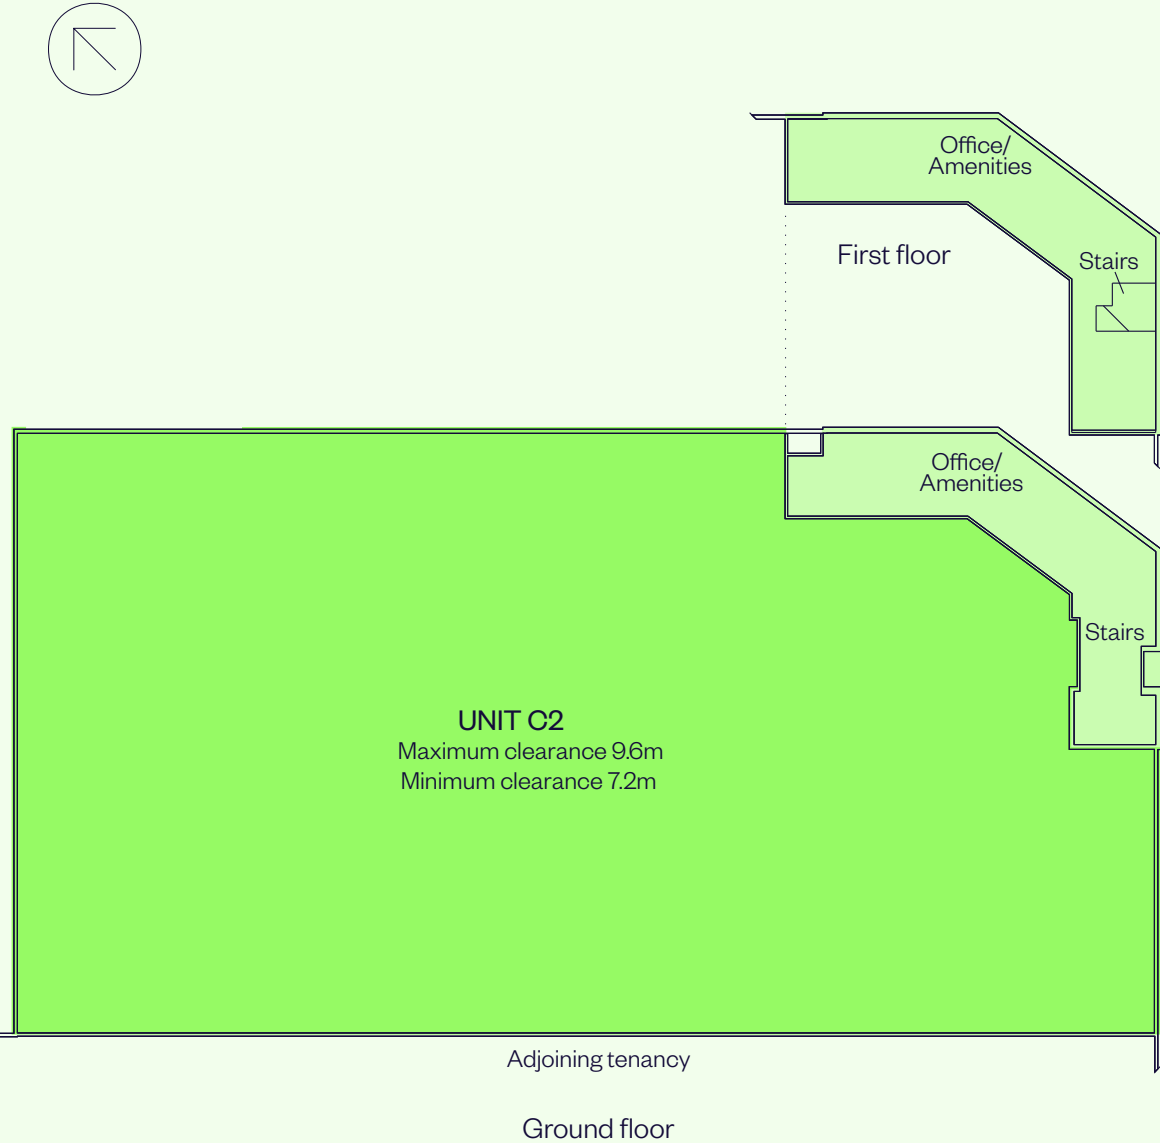 Office/
Amenities
First floor
Stairs
Office/
Amenities
Stairs
UNIT C2
Maximum clearance 9.6m
Minimum clearance 7.2m
Adjoining tenancy
Ground floor